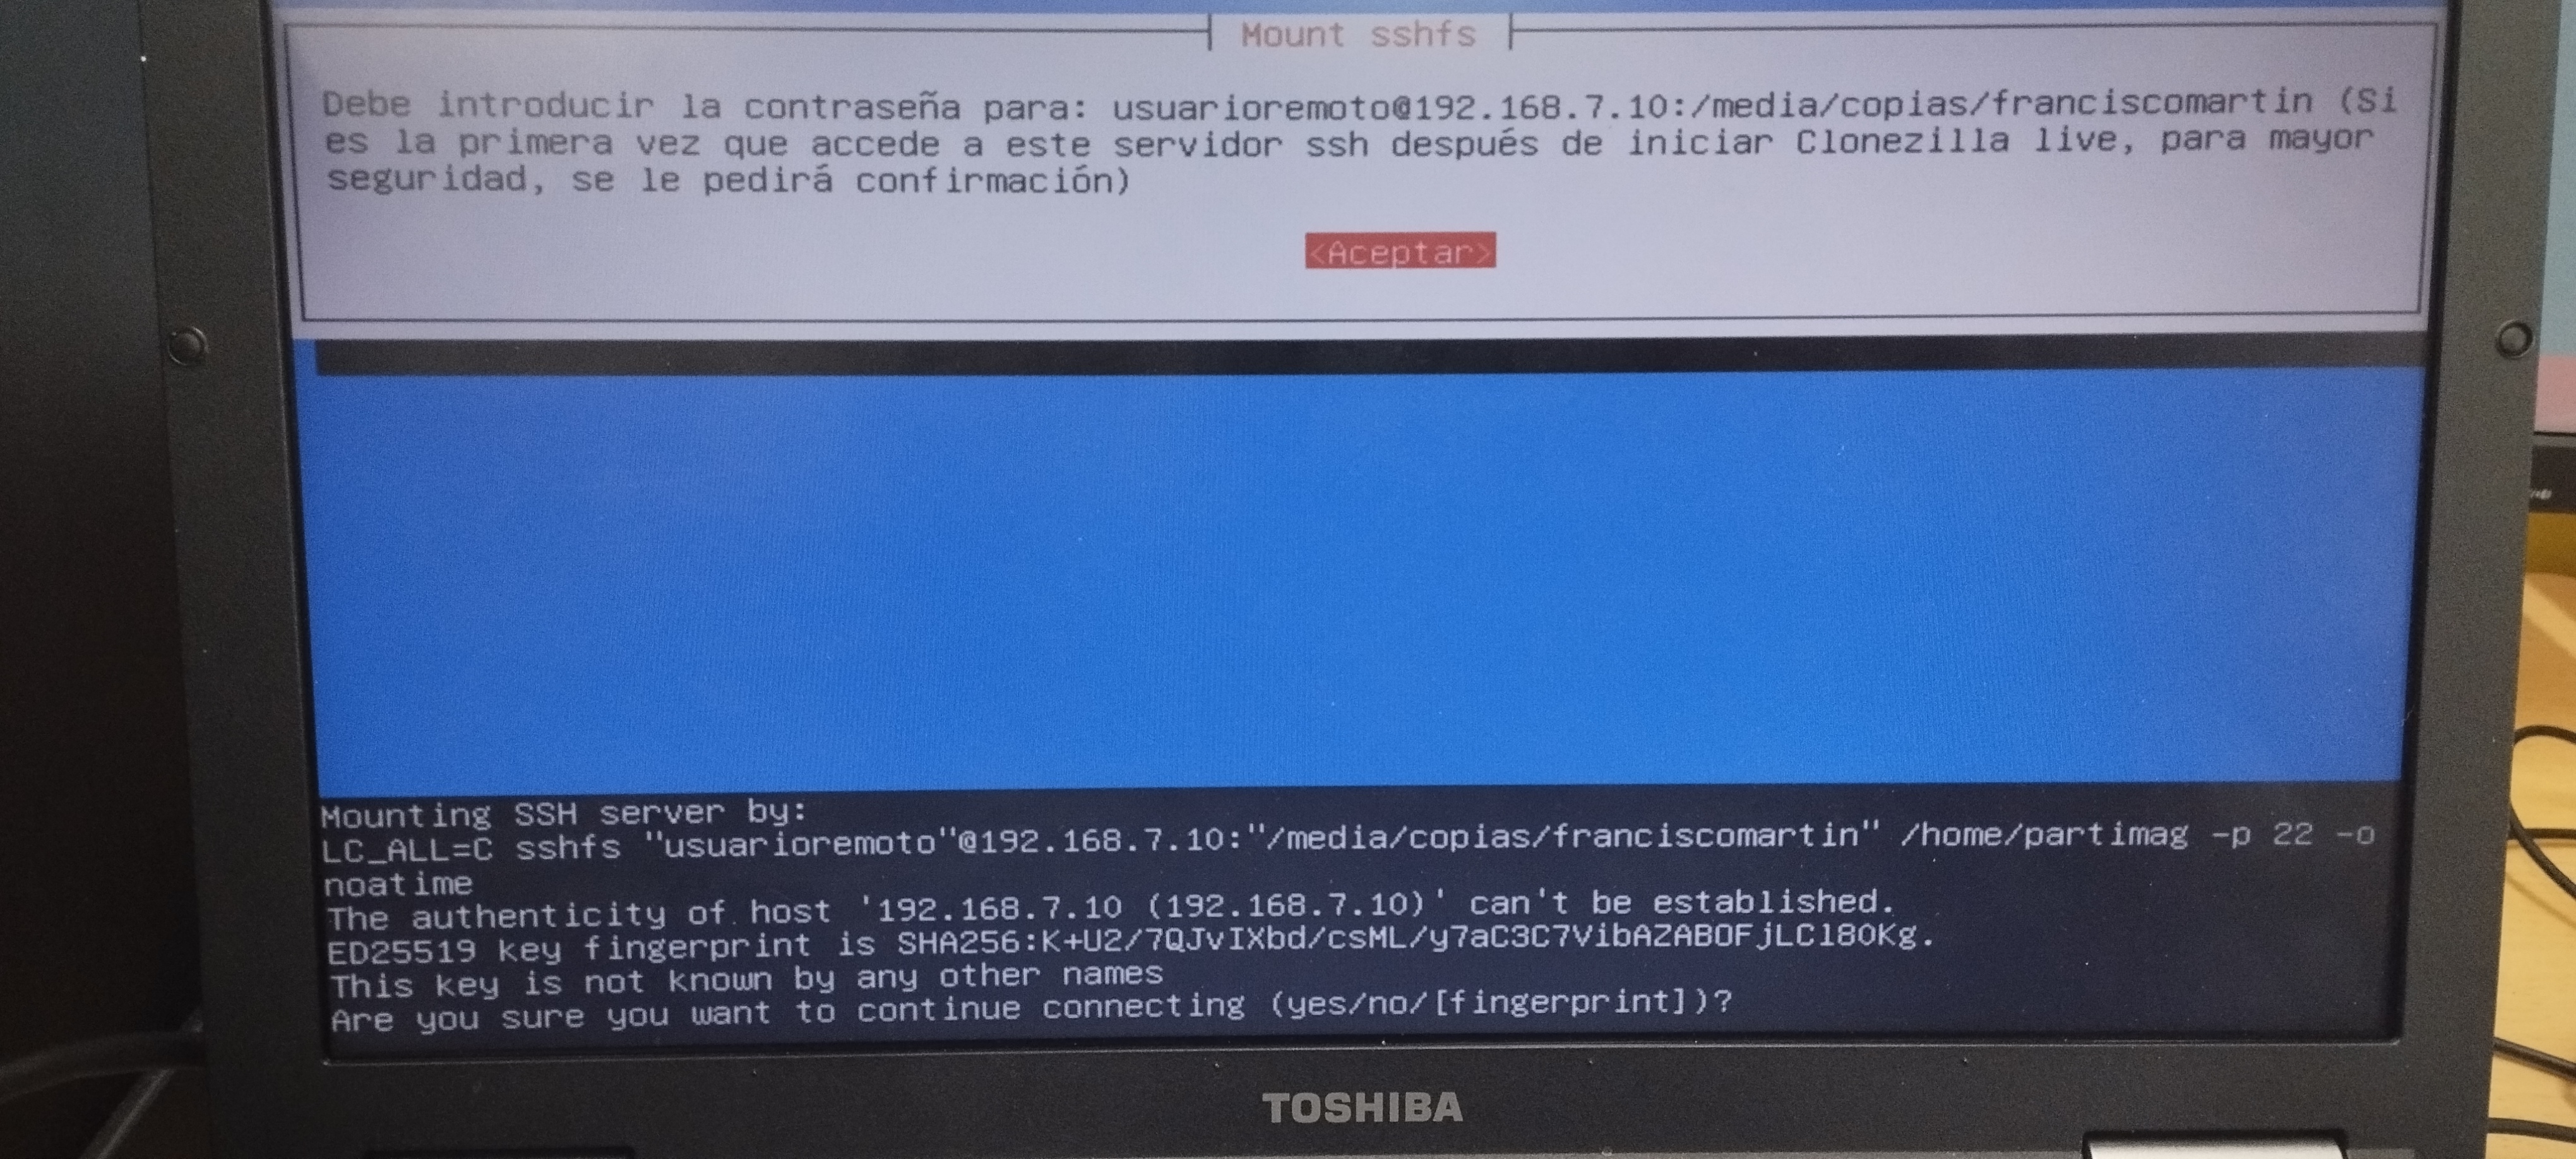 Mount sshfs
Debe introducir la contraseña para: usuarioremoto@192.168.7.10:/media/copias/franciscomartin (Si
es la primera vez que accede a este servidor ssh después de iniciar Clonezilla live, para mayor
seguridad, se le pedirá confirmación)
<Aceptar>
Mounting SSH server by:
LC_ALL=C sshfs "usuarioremoto"@192.168.7.10:"/media/copias/franciscomartin" /home/partimag -p 22 -o
noatime
The authenticity of host '192.168.7.10 (192.168.7.10)' can't be established.
ED25519 key fingerprint is SHA256:K+U2/7QJvIXbd/csML/y7aC3C7VibAZABOFjLC180Kg.
This key is not known by any other names
Are you sure you want to continue connecting (yes/no/[fingerprint])?
TOSHIBA